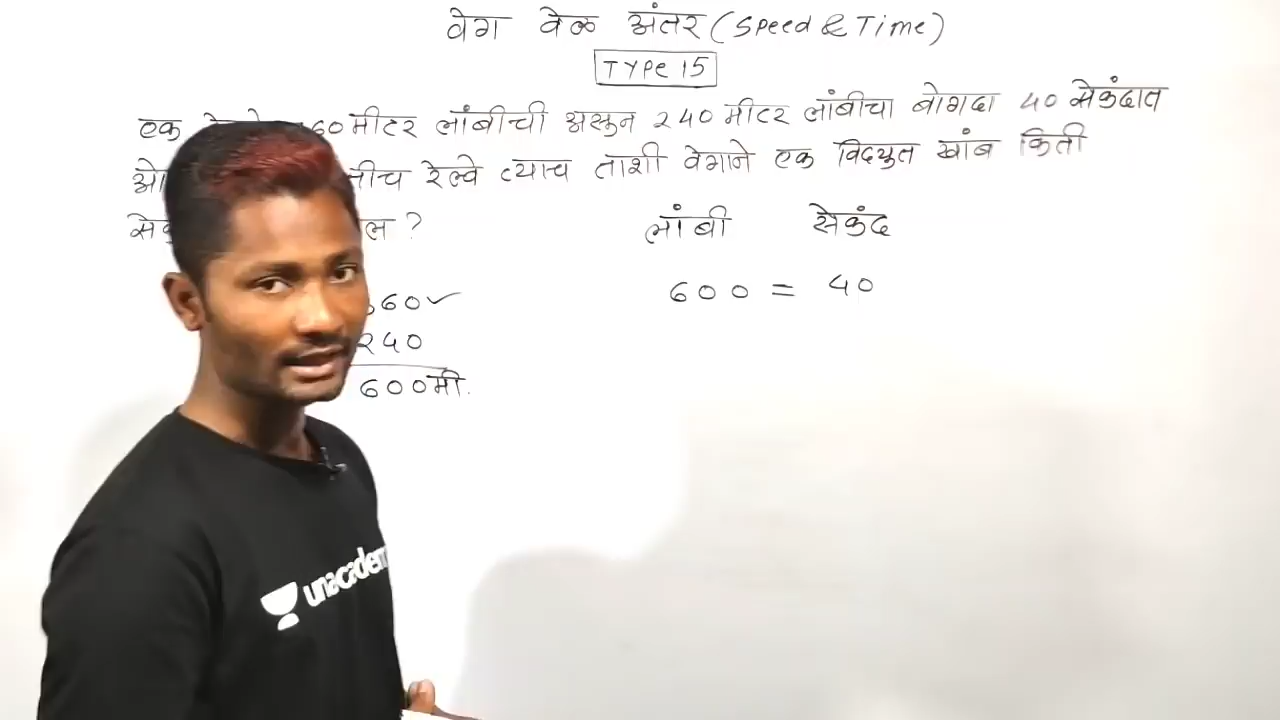 वेग वेळ अंतर (Speed & Time)
TYPE 15
एक 60 मीटर लांबीची असून 240 मीटर लांबीचा बोगदा 40 सेकंदात
रेल्वे त्याच ताशी वेगाने एक विद्युत खांब किती
?
लांबी सेकंद
600 = 40
60 ✓
240
600 मी.
unacadem